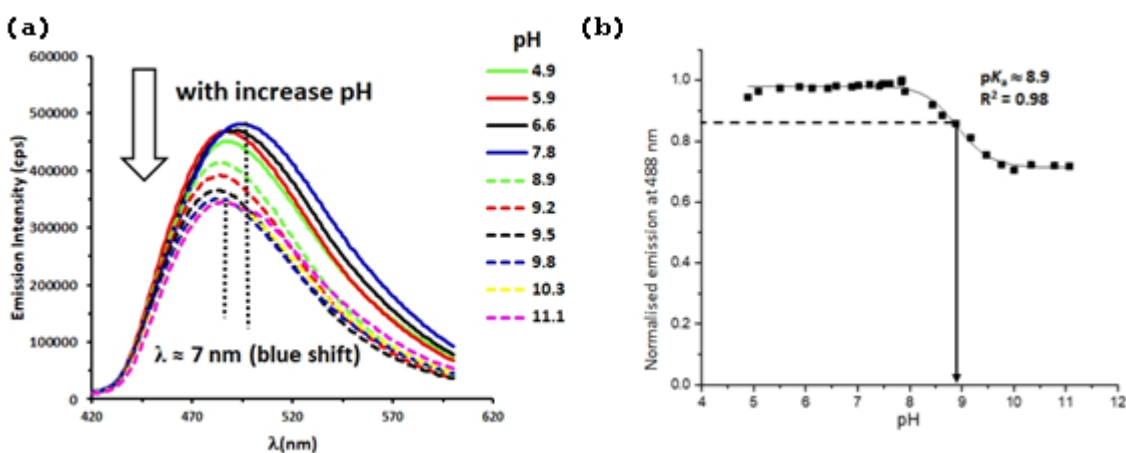 (a)
600000
500000
400000
300000
200000
100000
0
Emission Intensity (cps)
with increase pH
λ ≈ 7 nm (blue shift)
420 470 520 570 620
λ(nm)
pH
4.9
5.9
6.6
7.8
8.9
9.2
9.5
9.8
10.3
11.1
(b)
1.0
0.8
0.6
0.4
0.2
0.0
Normalised emission at 488 nm
pKa ≈ 8.9
R² = 0.98
4 5 6 7 8 9 10 11 12
pH